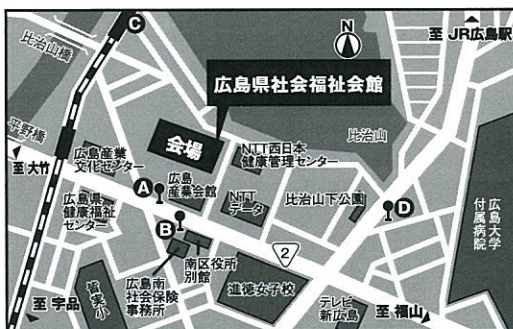 C
N
至 JR広島駅
比治山橋
広島県社会福祉会館
平野橋
会場
比治山
至 大竹
広島産業
文化センター
NTT西日本
健康管理センター
A
広島
産業会館
NTT
データ
比治山下公園
D
広島大学
付属病院
広島県
健康福祉
センター
B
2
南区役所
別館
広島南
社会保険
事務所
進徳女子校
皆実小
至 宇品
テレビ
新広島
至 福山